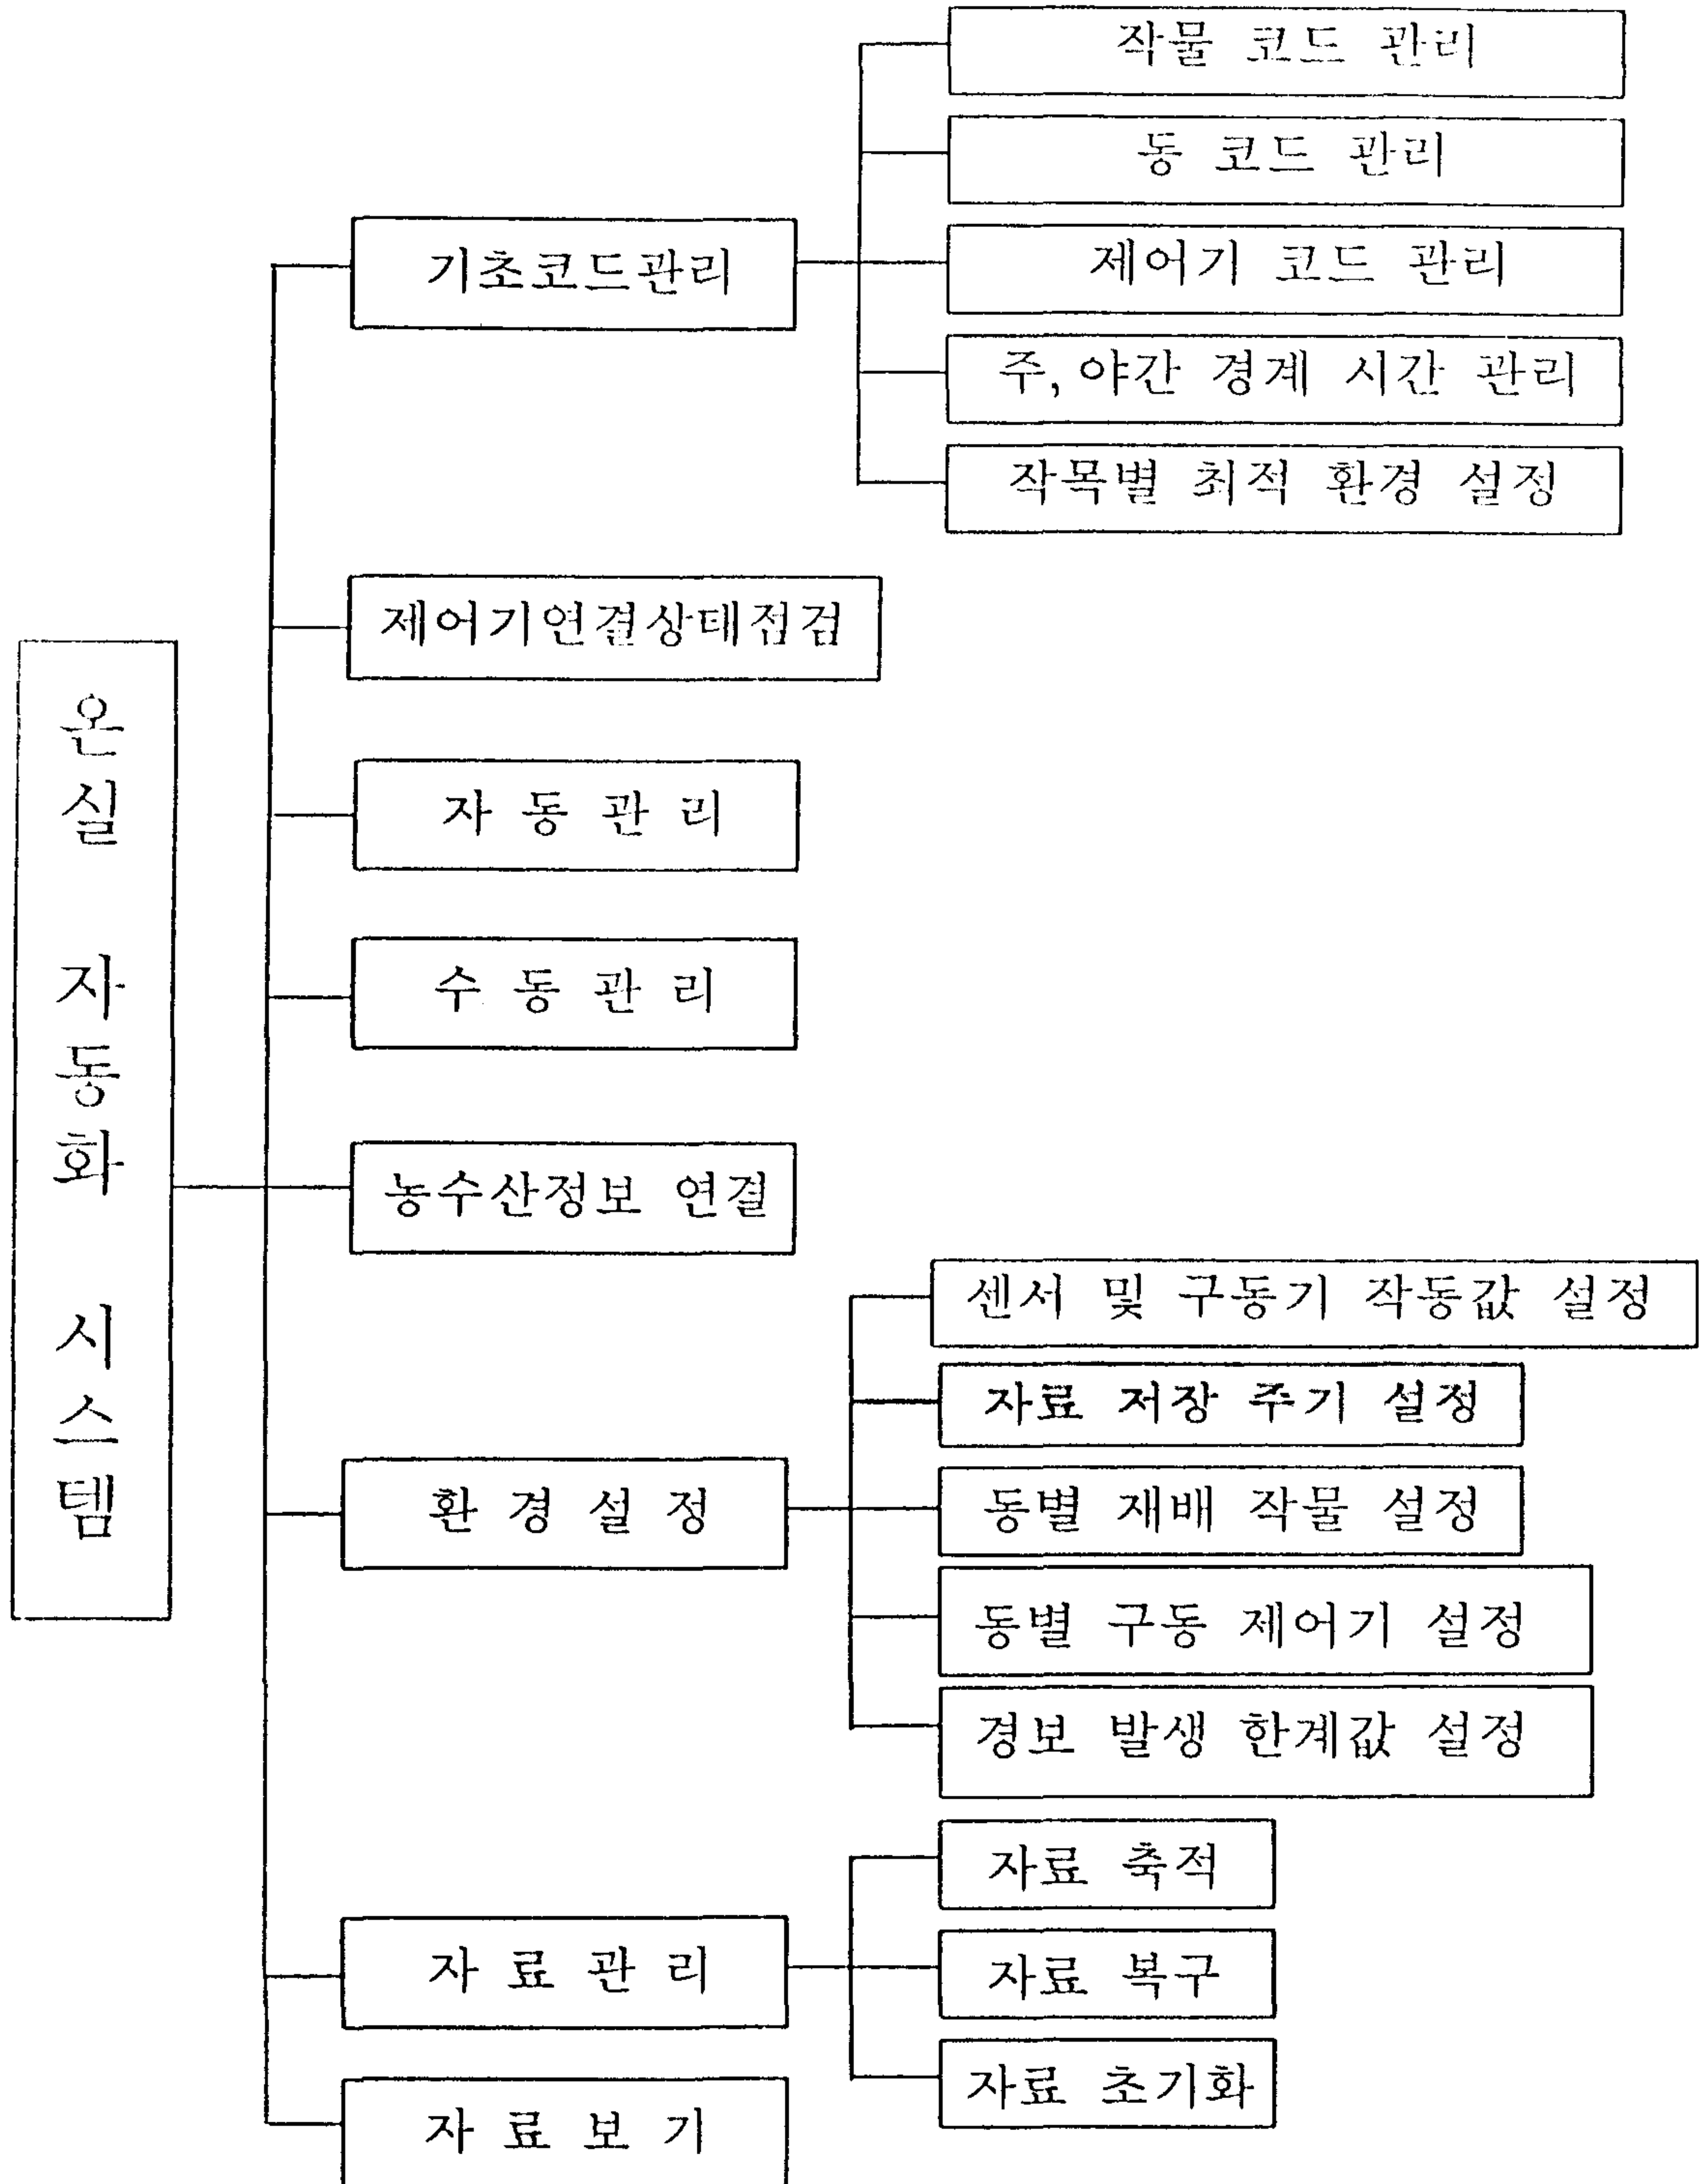 온실 자동화 시스템
기초코드관리
작물 코드 관리
동 코드 관리
제어기 코드 관리
주, 야간 경계 시간 관리
작목별 최적 환경 설정
제어기연결상태점검
자 동 관 리
수 동 관 리
농수산정보 연결
환 경 설 정
센서 및 구동기 작동값 설정
자료 저장 주기 설정
동별 재배 작물 설정
동별 구동 제어기 설정
경보 발생 한계값 설정
자 료 관 리
자료 축적
자료 복구
자료 초기화
자 료 보 기